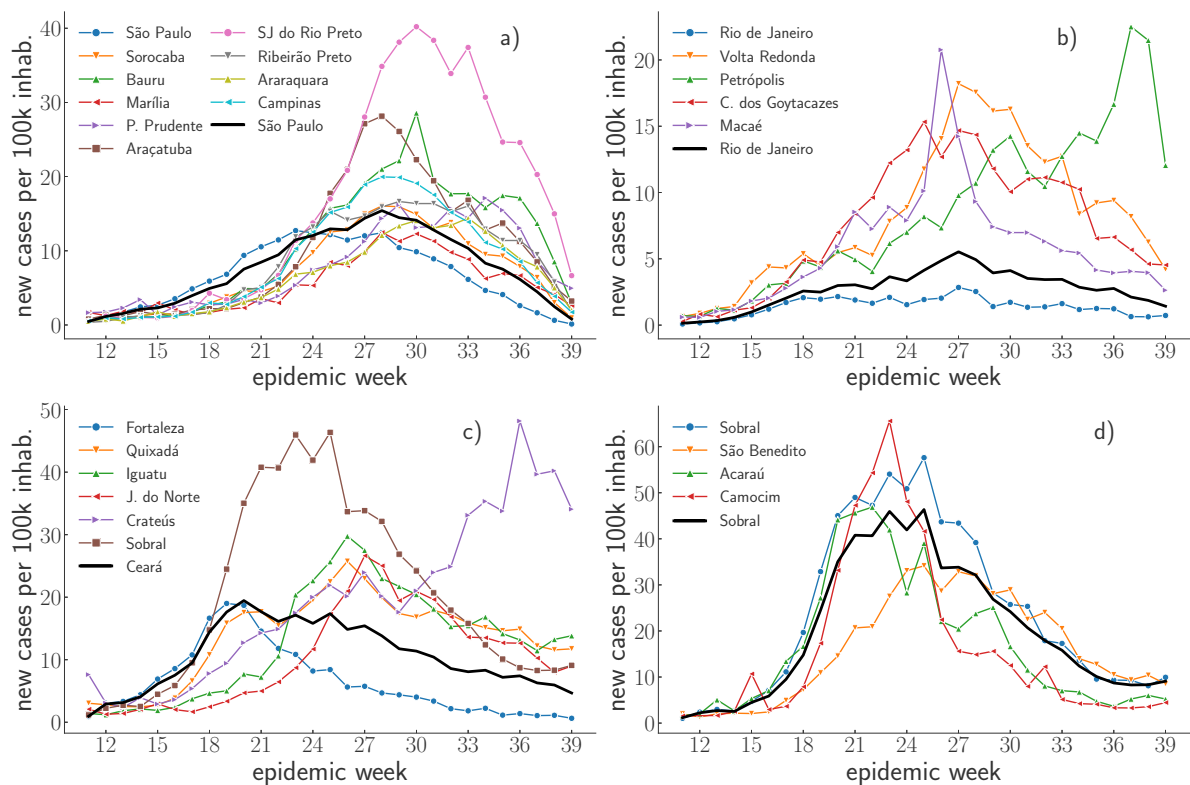 a)
São Paulo
Sorocaba
Bauru
Marília
P. Prudente
Araçatuba
SJ do Rio Preto
Ribeirão Preto
Araraquara
Campinas
São Paulo
new cases per 100k inhab.
40
30
20
10
0
12 15 18 21 24 27 30 33 36 39
epidemic week
b)
Rio de Janeiro
Volta Redonda
Petrópolis
C. dos Goytacazes
Macaé
Rio de Janeiro
new cases per 100k inhab.
20
15
10
5
0
12 15 18 21 24 27 30 33 36 39
epidemic week
c)
Fortaleza
Quixadá
Iguatu
J. do Norte
Crateús
Sobral
Ceará
new cases per 100k inhab.
50
40
30
20
10
0
12 15 18 21 24 27 30 33 36 39
epidemic week
d)
Sobral
São Benedito
Acaraú
Camocim
Sobral
new cases per 100k inhab.
60
50
40
30
20
10
0
12 15 18 21 24 27 30 33 36 39
epidemic week